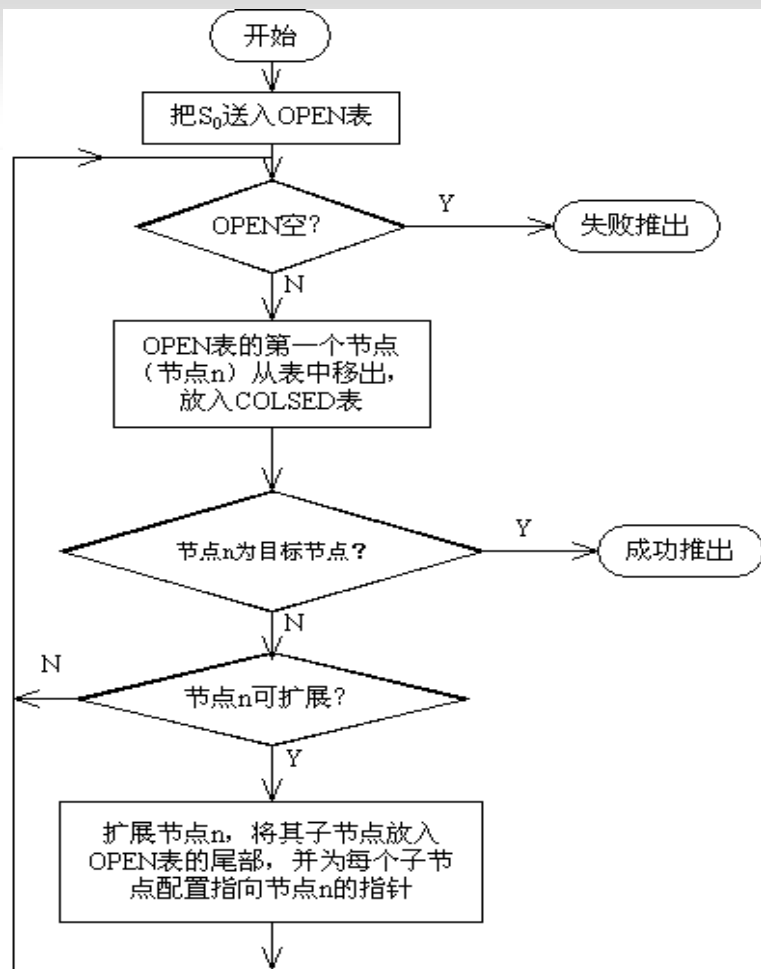 开始
把S₀送入OPEN表
OPEN空?
Y
失败推出
N
OPEN表的第一个节点
(节点n)从表中移出,
放入COLSED表
节点n为目标节点?
Y
成功推出
N
N
节点n可扩展?
Y
扩展节点n,将其子节点放入
OPEN表的尾部,并为每个子节
点配置指向节点n的指针